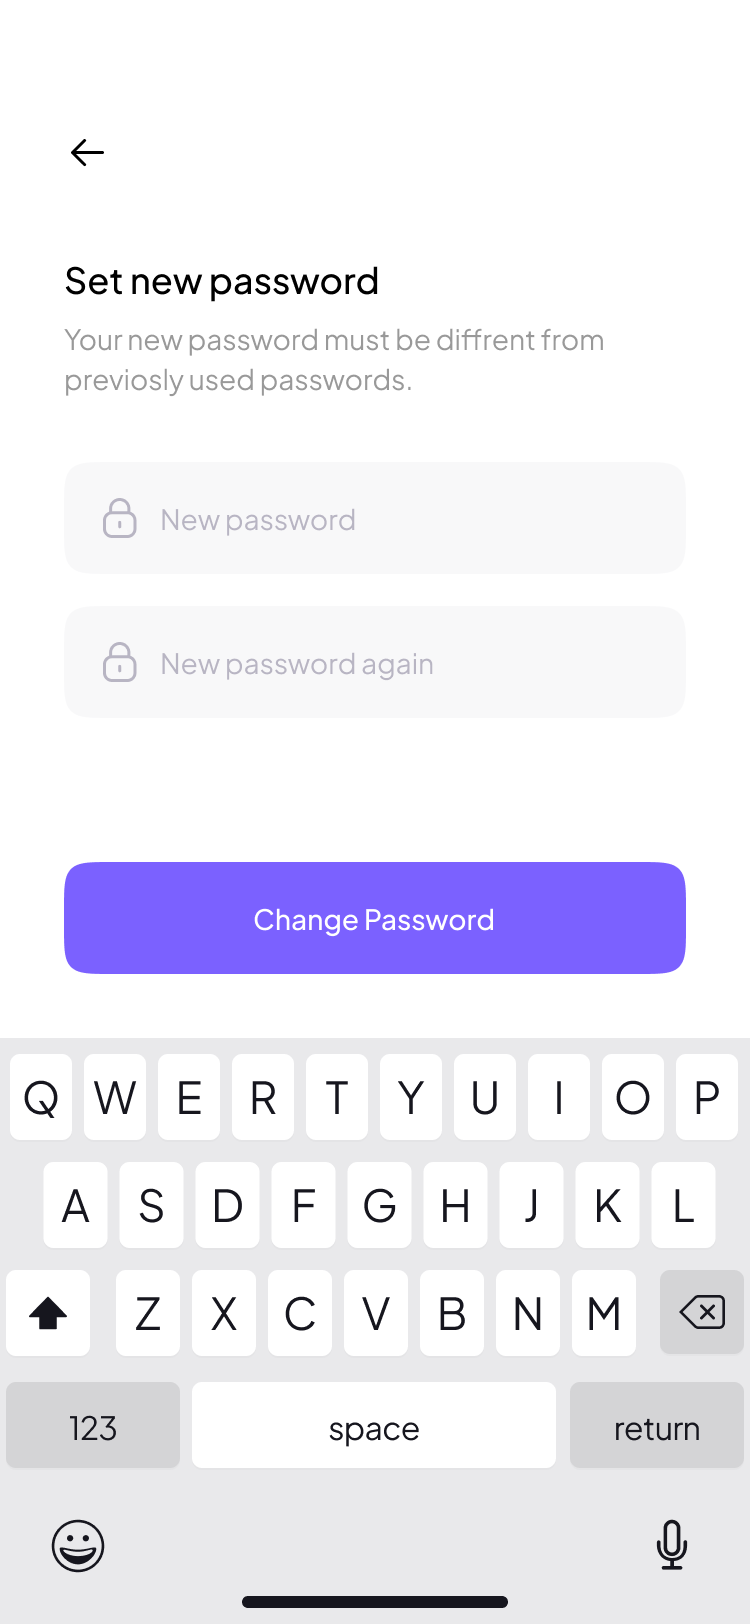 Set new password
Your new password must be diffrent from
previosly used passwords.
New password
New password again
Change Password
Q W E R T Y U I O P
A S D F G H J K L
Z X C V B N M
123 space return